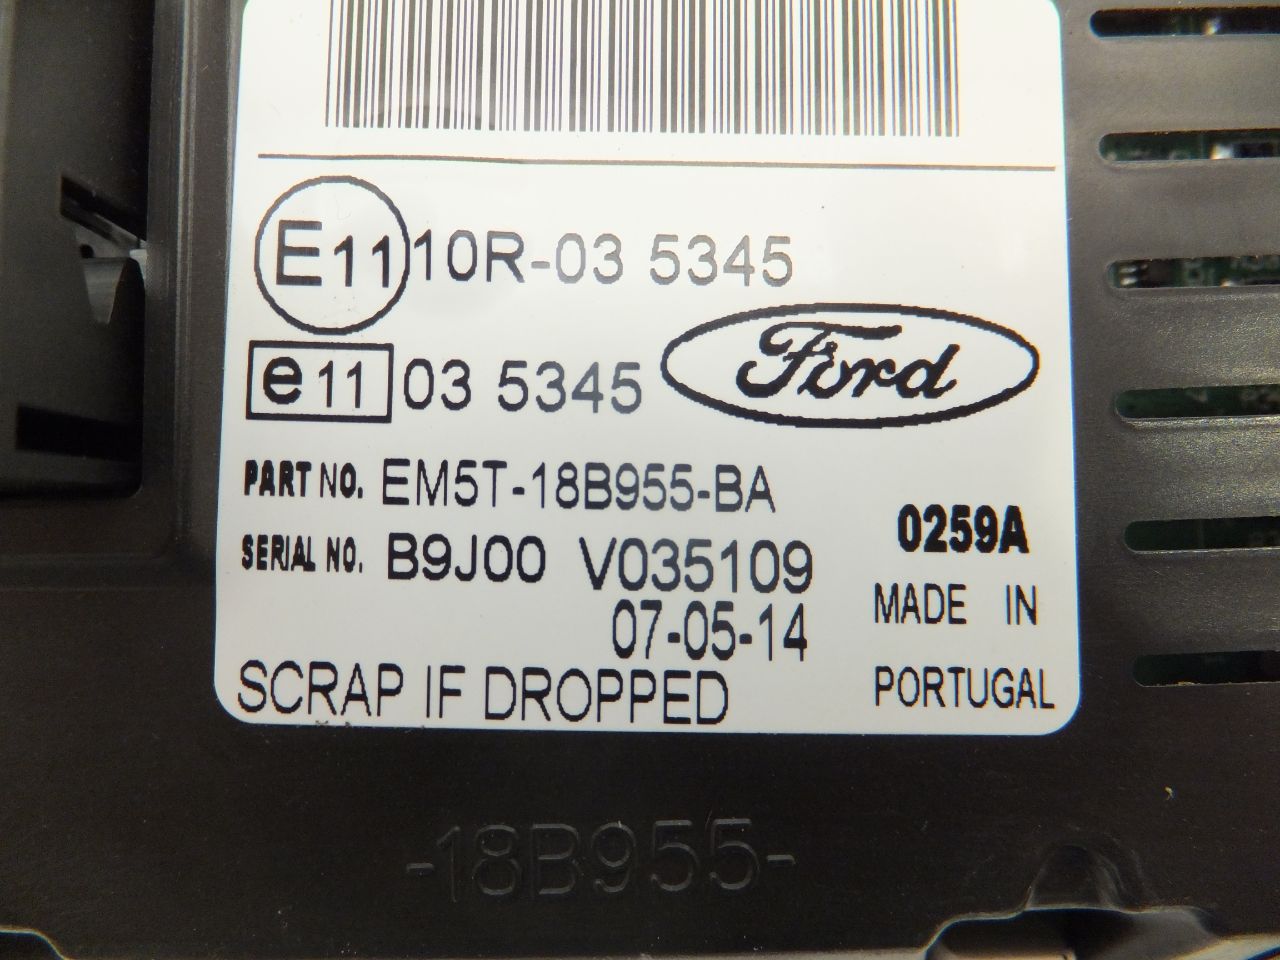 E11 10R-03 5345
e11 03 5345
Ford
PART NO. EM5T-18B955-BA
SERIAL NO. B9J00 V035109
0259A
07-05-14
MADE IN
PORTUGAL
SCRAP IF DROPPED
-18B955-